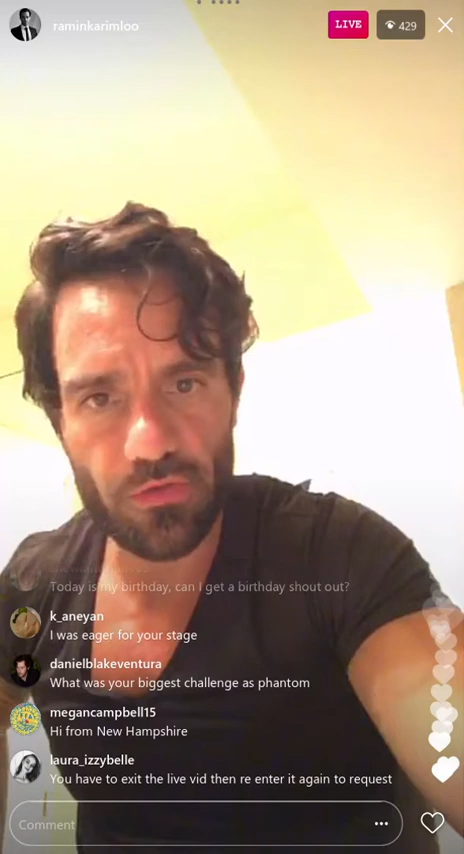 raminkarimloo
LIVE
429
Today is my birthday, can I get a birthday shout out?
k_aneyan
I was eager for your stage
danielblakeventura
What was your biggest challenge as phantom
megancampbell15
Hi from New Hampshire
laura_izzybelle
You have to exit the live vid then re enter it again to request
Comment